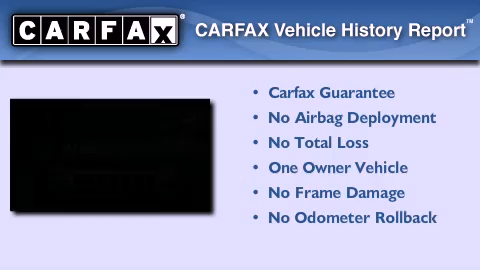 CARFAX® CARFAX Vehicle History Report™
• Carfax Guarantee
• No Airbag Deployment
• No Total Loss
• One Owner Vehicle
• No Frame Damage
• No Odometer Rollback